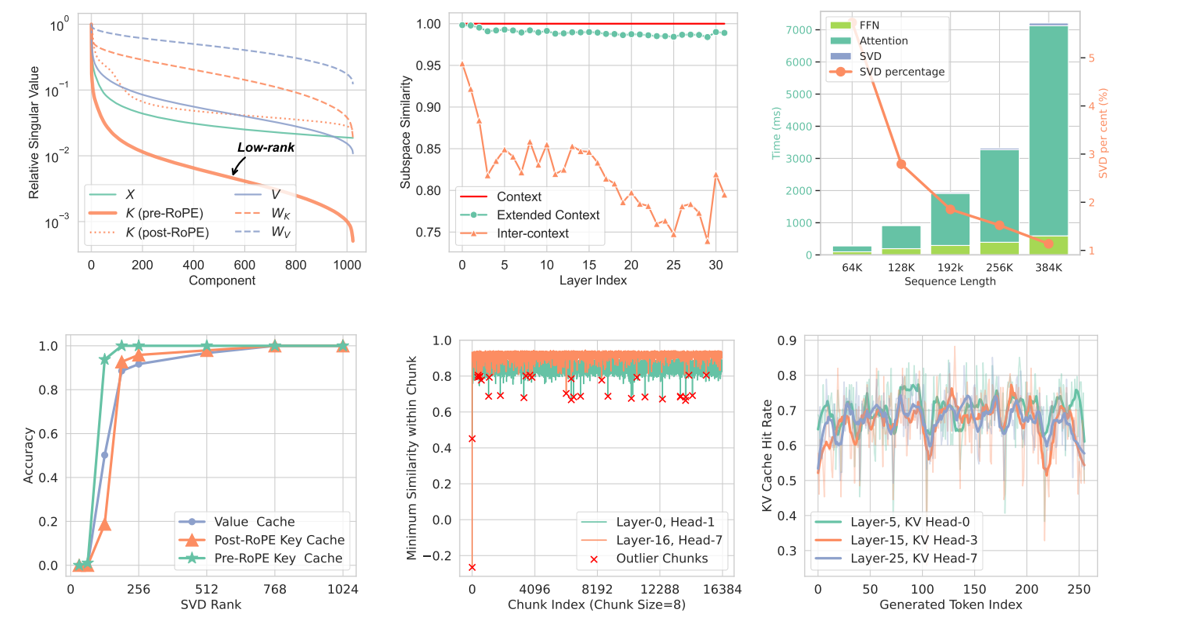 Relative Singular Value
10⁰
10⁻¹
10⁻²
10⁻³
Low-rank
X
K (pre-RoPE)
K (post-RoPE)
V
W_K
W_V
0 200 400 600 800 1000
Component
Subspace Similarity
1.00
0.95
0.90
0.85
0.80
0.75
Context
Extended Context
Inter-context
0 5 10 15 20 25 30
Layer Index
Time (ms)
7000
6000
5000
4000
3000
2000
1000
0
FFN
Attention
SVD
SVD percentage
5
4
3
2
1
SVD per cent (%)
64K 128K 192k 256K 384K
Sequence Length
Accuracy
1.0
0.8
0.6
0.4
0.2
0.0
Value Cache
Post-RoPE Key Cache
Pre-RoPE Key Cache
0 256 512 768 1024
SVD Rank
Minimum Similarity within Chunk
1.0
0.8
0.6
0.4
0.2
0.0
−0.2
Layer-0, Head-1
Layer-16, Head-7
Outlier Chunks
0 4096 8192 12288 16384
Chunk Index (Chunk Size=8)
KV Cache Hit Rate
0.9
0.8
0.7
0.6
0.5
0.4
0.3
Layer-5, KV Head-0
Layer-15, KV Head-3
Layer-25, KV Head-7
0 50 100 150 200 250
Generated Token Index